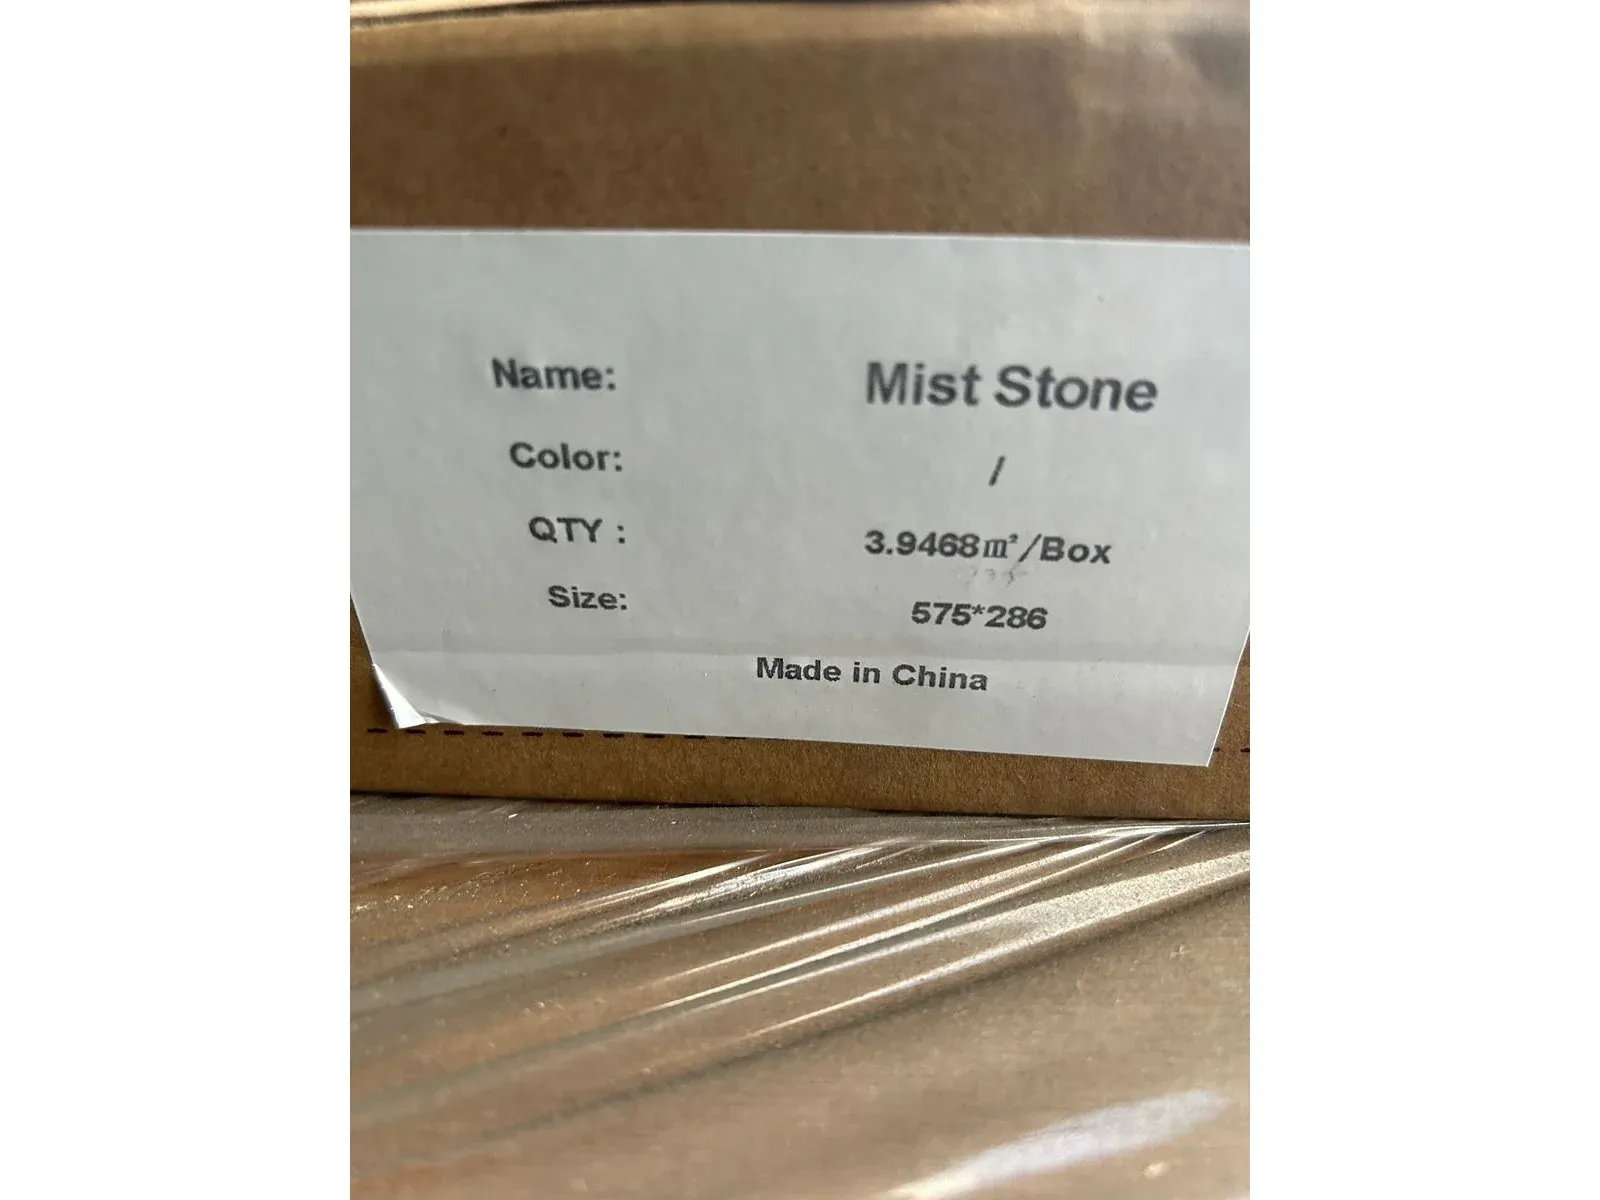 Name: Mist Stone
Color: /
QTY : 3.9468㎡/Box
Size: 575*286
Made in China